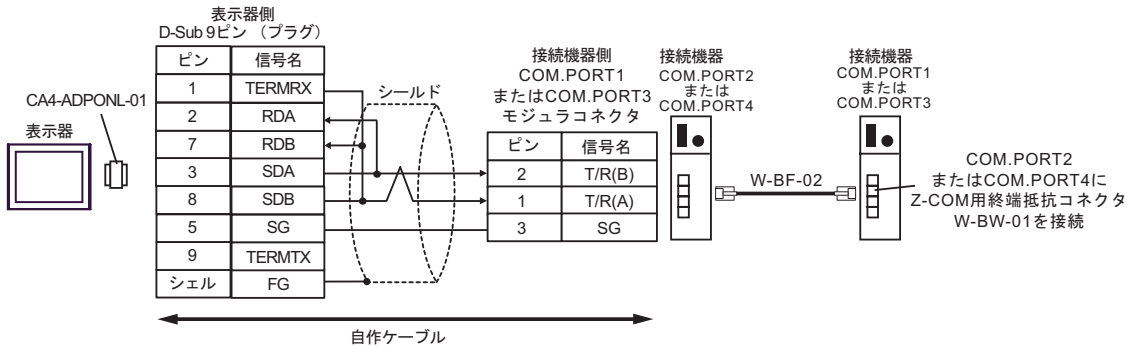 表示器側
D-Sub 9ピン （プラグ）
CA4-ADPONL-01
表示器
ピン 信号名
1 TERMRX
2 RDA
7 RDB
3 SDA
8 SDB
5 SG
9 TERMTX
シェル FG
シールド
接続機器側
COM.PORT1
またはCOM.PORT3
モジュラコネクタ
ピン 信号名
2 T/R(B)
1 T/R(A)
3 SG
接続機器
COM.PORT2
または
COM.PORT4
W-BF-02
接続機器
COM.PORT1
または
COM.PORT3
COM.PORT2
またはCOM.PORT4に
Z-COM用終端抵抗コネクタ
W-BW-01を接続
自作ケーブル